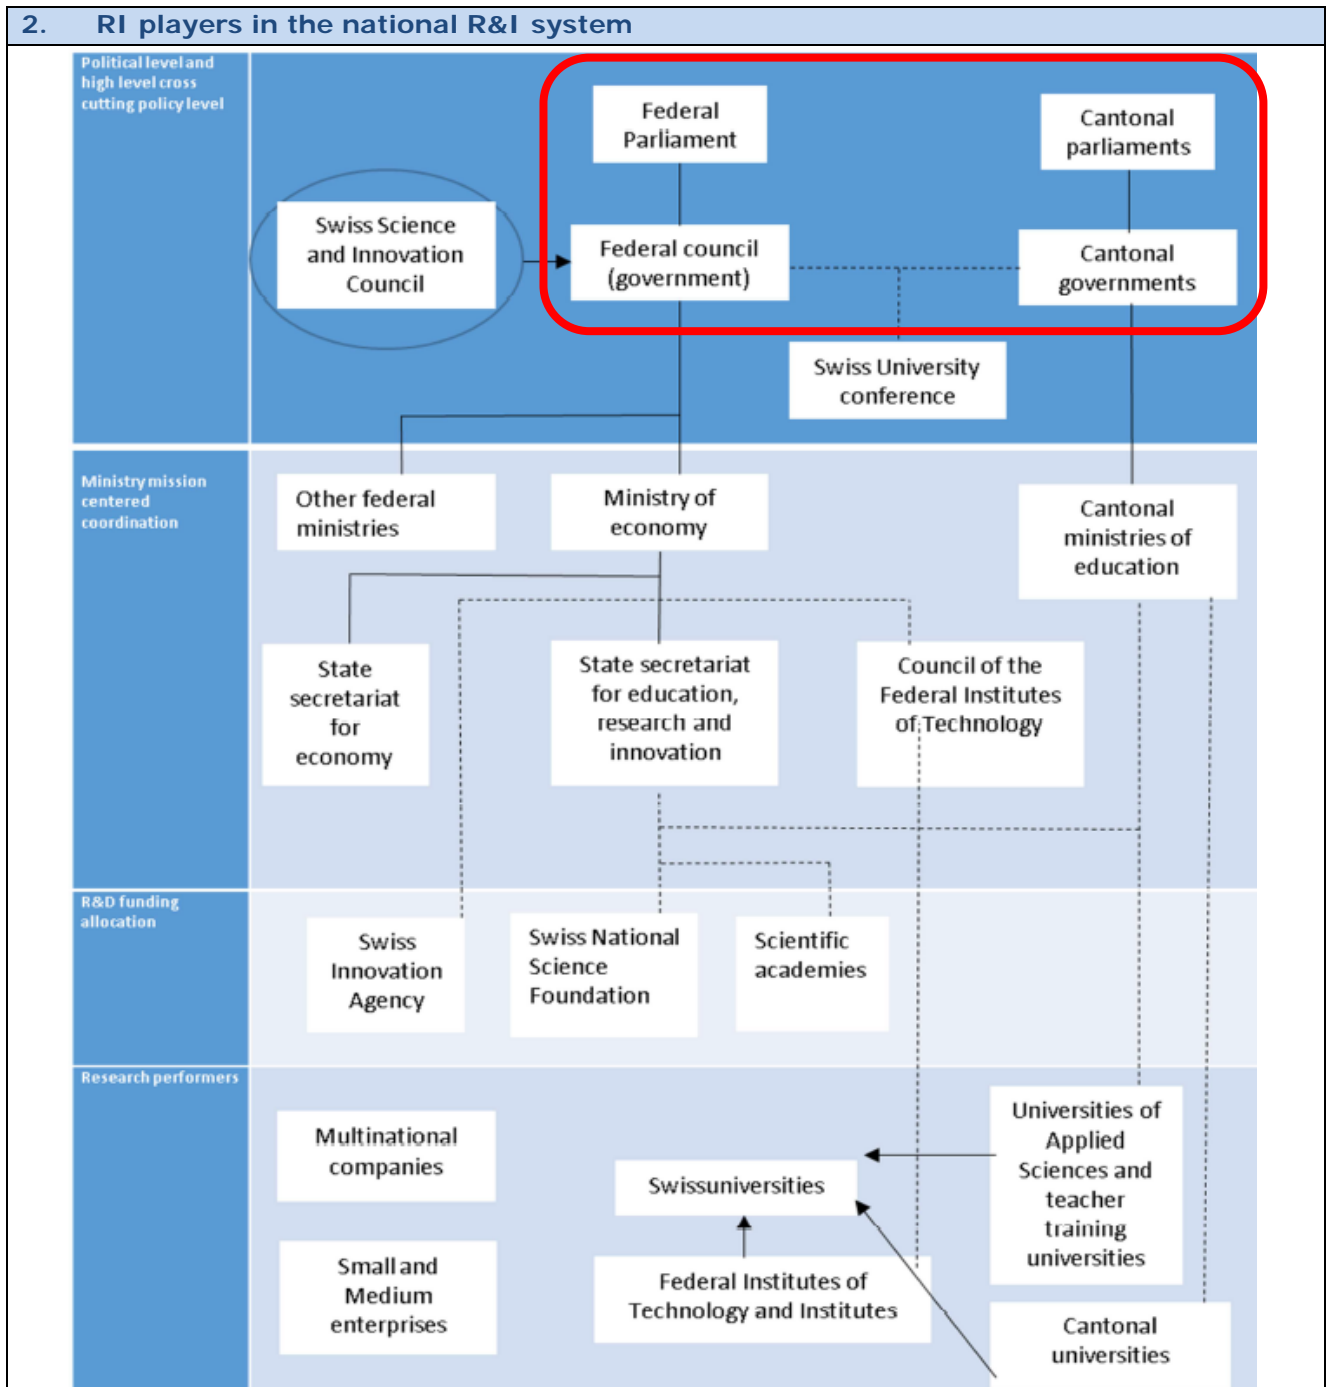 2. RI players in the national R&I system
Political level and
high level cross
cutting policy level
Federal
Parliament
Cantonal
parliaments
Swiss Science
and Innovation
Council
Federal council
(government)
Cantonal
governments
Swiss University
conference
Ministry mission
centered
coordination
Other federal
ministries
Ministry of
economy
Cantonal
ministries of
education
State
secretariat
for
economy
State secretariat
for education,
research and
innovation
Council of the
Federal Institutes
of Technology
R&D funding
allocation
Swiss
Innovation
Agency
Swiss National
Science
Foundation
Scientific
academies
Research performers
Multinational
companies
Swissuniversities
Universities of
Applied
Sciences and
teacher
training
universities
Small and
Medium
enterprises
Federal Institutes of
Technology and Institutes
Cantonal
universities